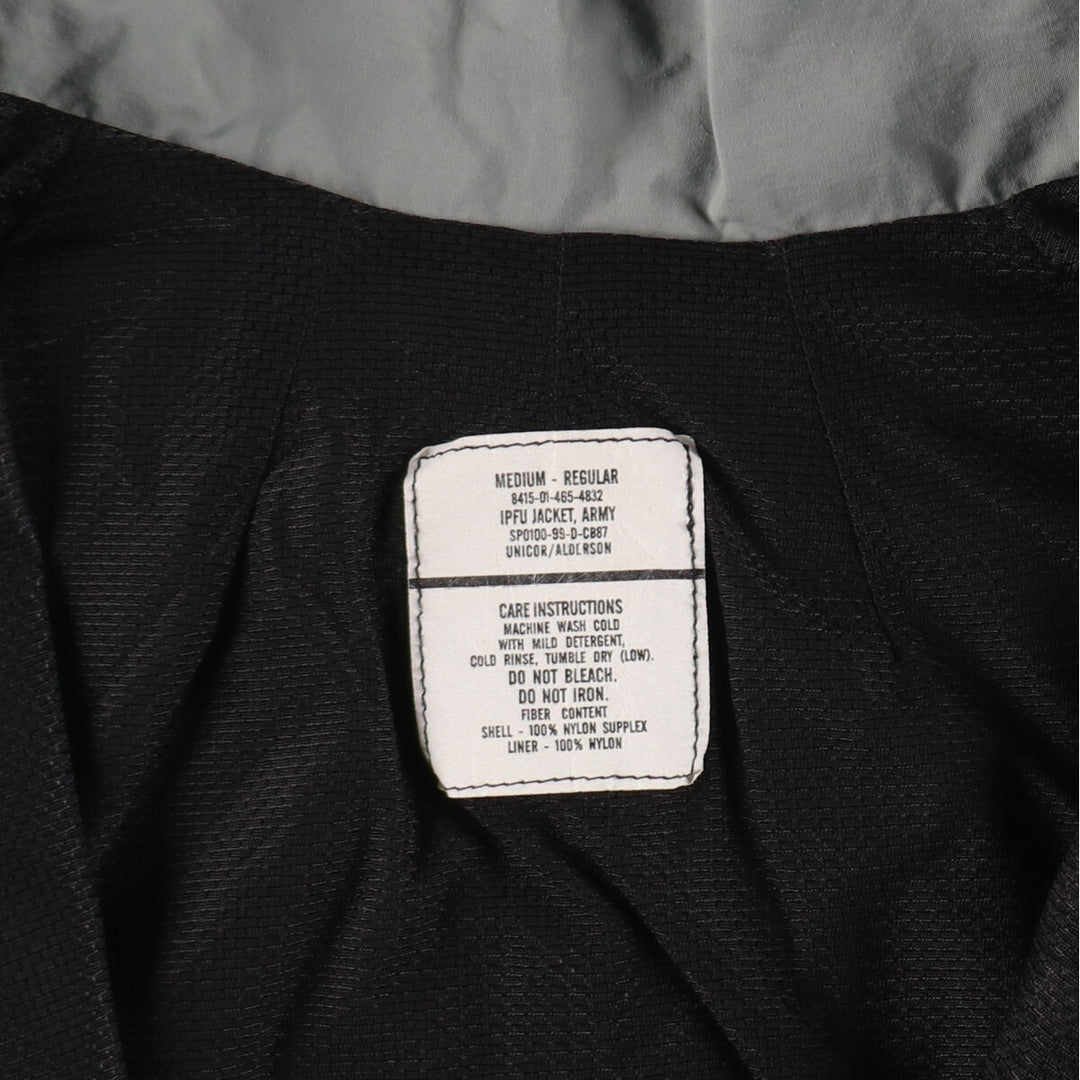 MEDIUM - REGULAR
8415-01-465-4832
IPFU JACKET, ARMY
SP0100-99-D-CB87
UNICOR/ALDERSON
CARE INSTRUCTIONS
MACHINE WASH COLD
WITH MILD DETERGENT,
COLD RINSE, TUMBLE DRY (LOW).
DO NOT BLEACH.
DO NOT IRON.
FIBER CONTENT
SHELL - 100% NYLON SUPPLEX
LINER - 100% NYLON